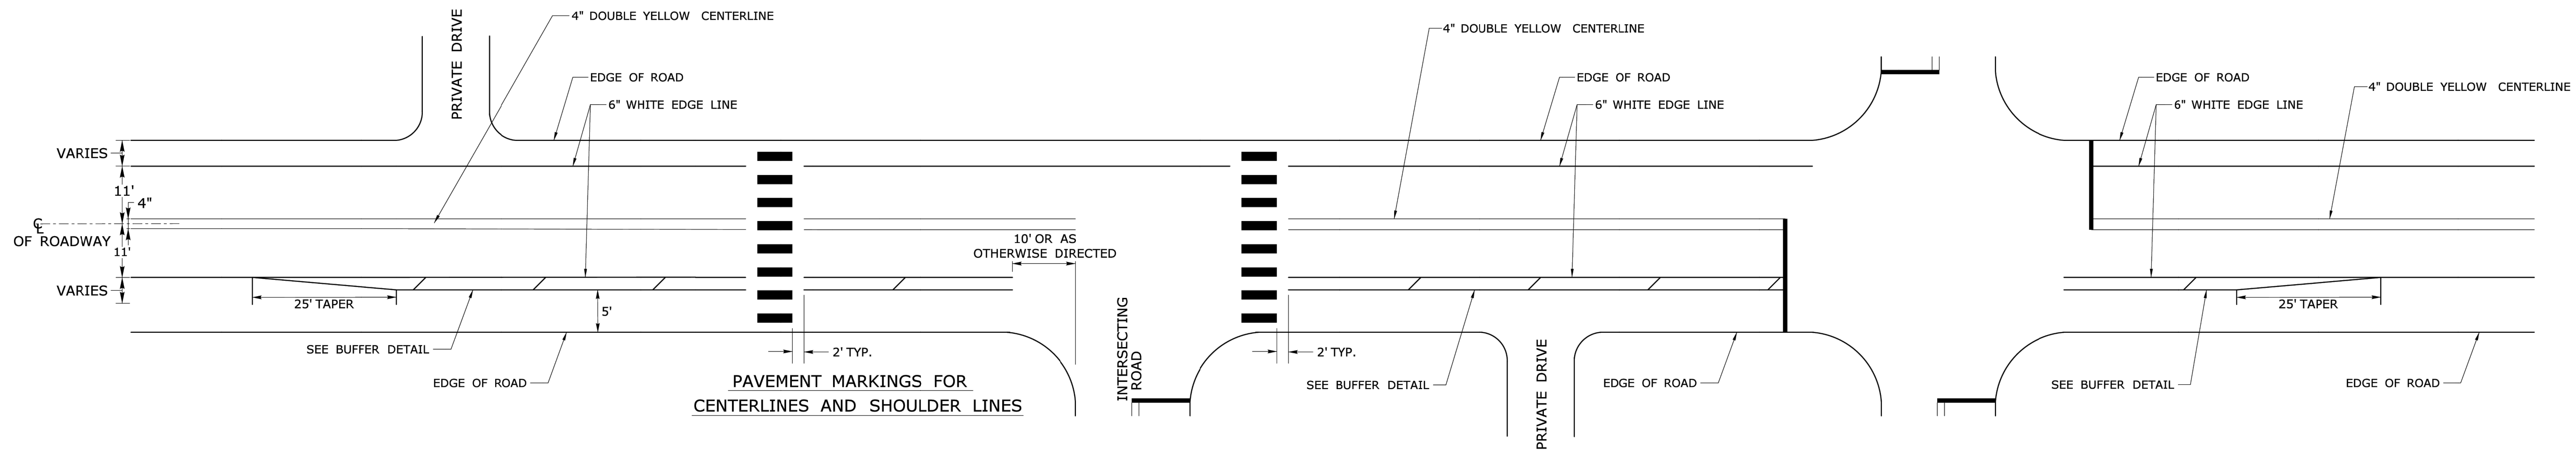 4" DOUBLE YELLOW CENTERLINE
PRIVATE DRIVE
EDGE OF ROAD
6" WHITE EDGE LINE
4" DOUBLE YELLOW CENTERLINE
EDGE OF ROAD
6" WHITE EDGE LINE
EDGE OF ROAD
4" DOUBLE YELLOW CENTERLINE
6" WHITE EDGE LINE
VARIES
11'
4"
℄
OF ROADWAY
11'
VARIES
25' TAPER
5'
10' OR AS
OTHERWISE DIRECTED
25' TAPER
SEE BUFFER DETAIL
2' TYP.
INTERSECTING
ROAD
2' TYP.
EDGE OF ROAD
PAVEMENT MARKINGS FOR
CENTERLINES AND SHOULDER LINES
SEE BUFFER DETAIL
PRIVATE DRIVE
EDGE OF ROAD
SEE BUFFER DETAIL
EDGE OF ROAD